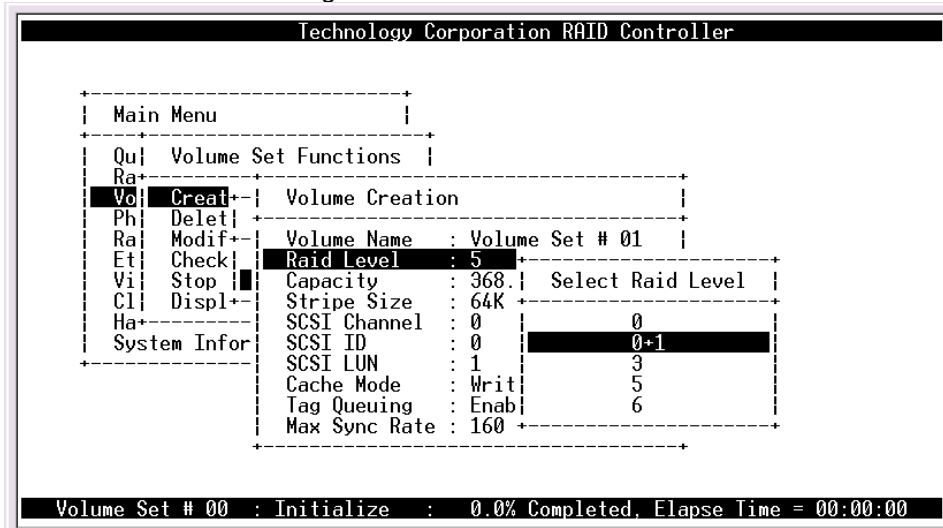 Technology Corporation RAID Controller
Main Menu
Qu Volume Set Functions
Ra
Vo Creat Volume Creation
Ph Delet
Ra Modif Volume Name : Volume Set # 01
Et Check Raid Level : 5
Vi Stop Capacity : 368. Select Raid Level
Cl Displ Stripe Size : 64K
Ha SCSI Channel : 0 0
System Infor SCSI ID : 0 0+1
SCSI LUN : 1 3
Cache Mode : Writ 5
Tag Queuing : Enab 6
Max Sync Rate : 160
Volume Set # 00 : Initialize : 0.0% Completed, Elapse Time = 00:00:00